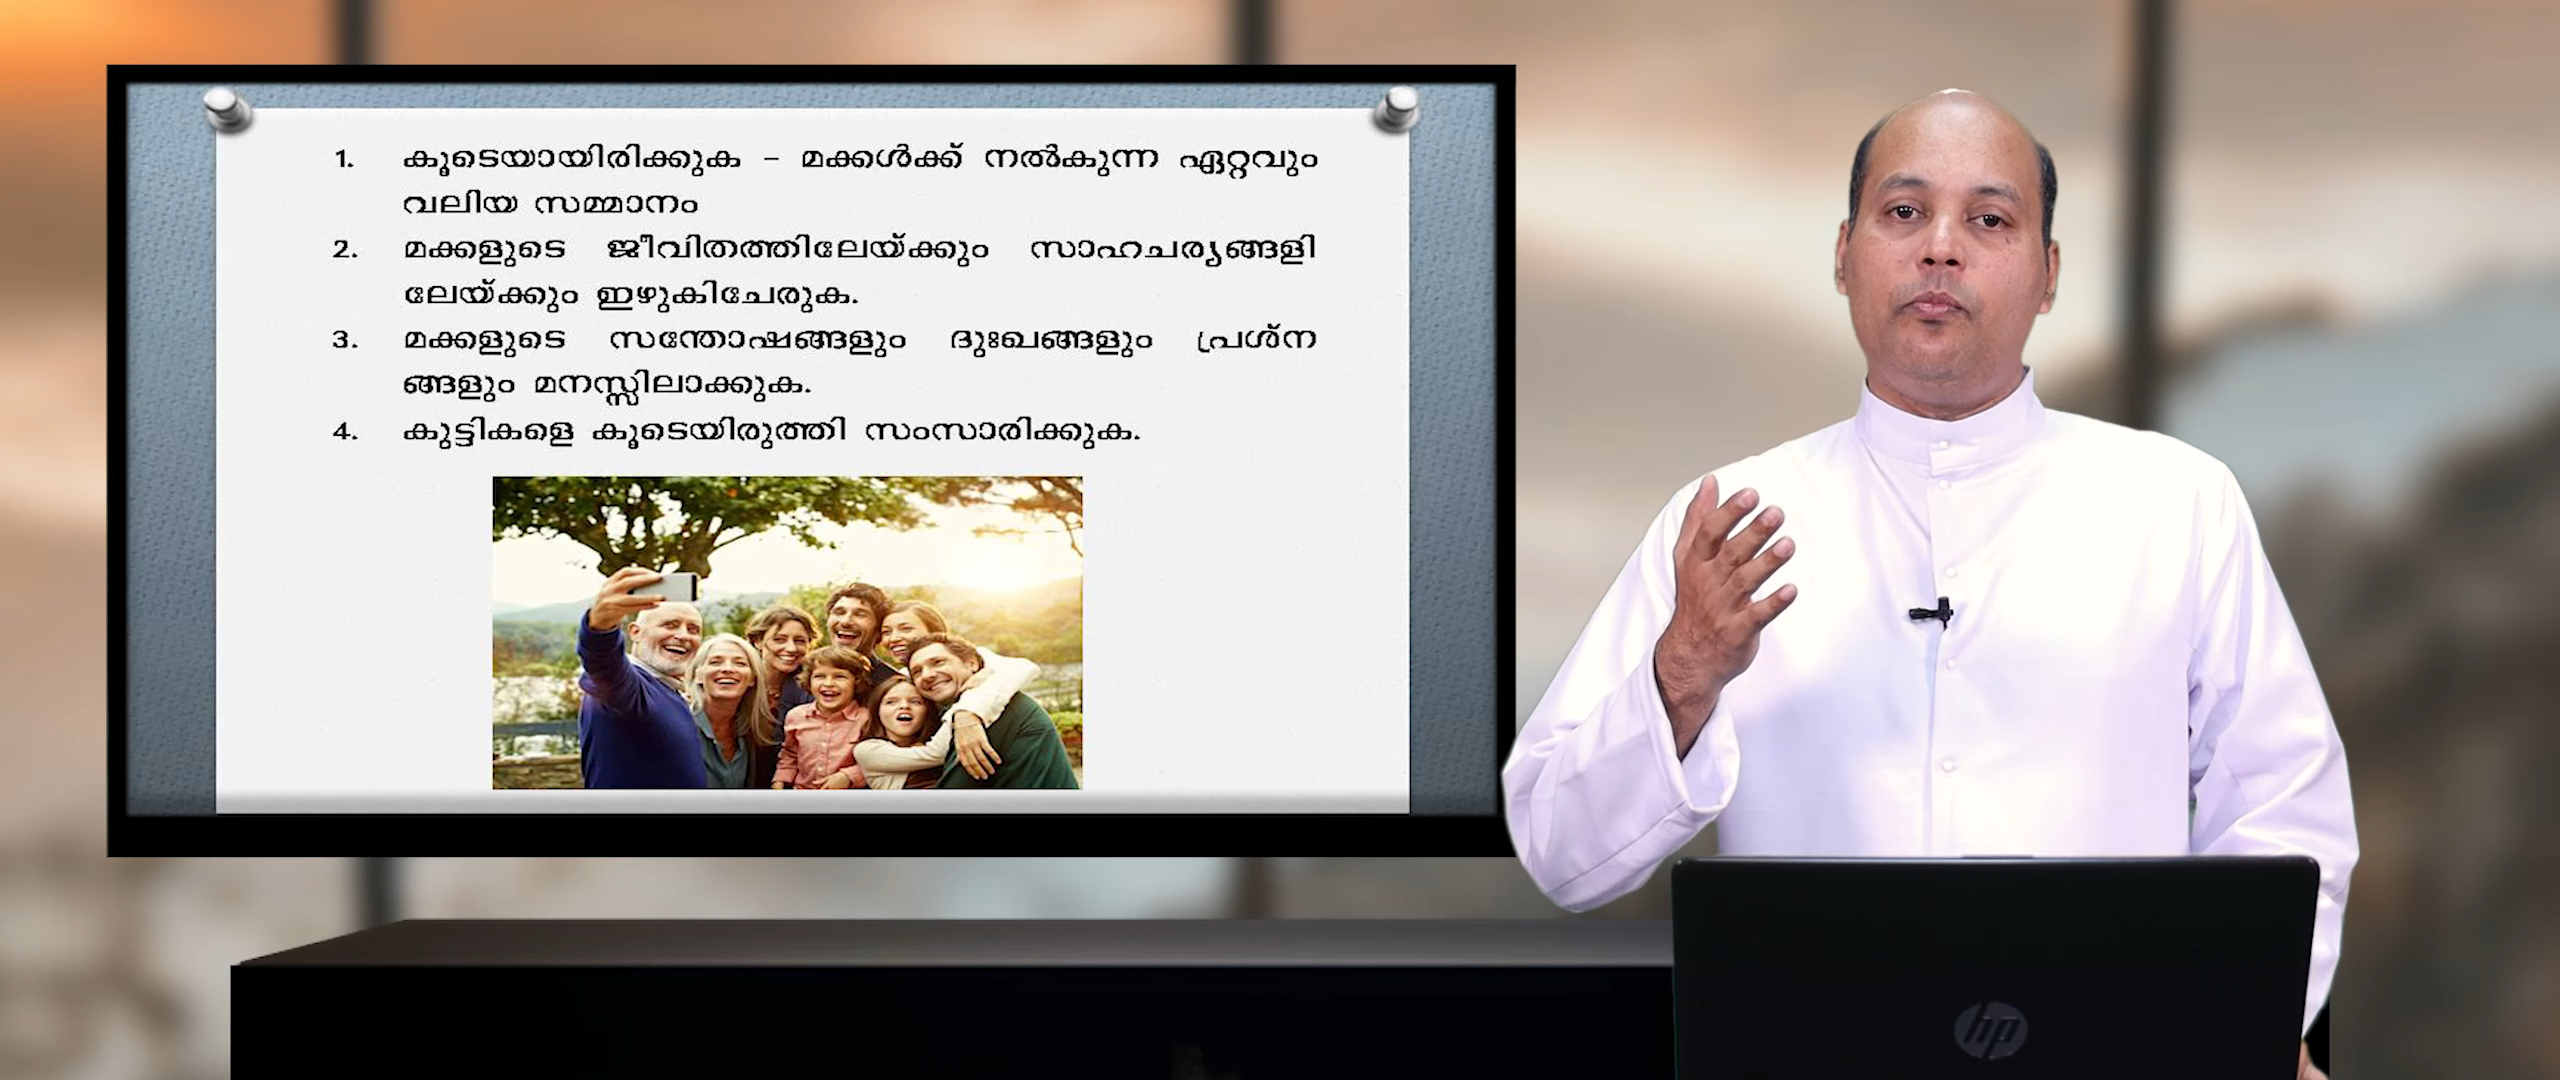 1. കൂടെയായിരിക്കുക – മക്കൾക്ക് നൽകുന്ന ഏറ്റവും
വലിയ സമ്മാനം
2. മക്കളുടെ ജീവിതത്തിലേയ്ക്കും സാഹചര്യങ്ങളി
ലേയ്ക്കും ഇഴുകിചേരുക.
3. മക്കളുടെ സന്തോഷങ്ങളും ദുഃഖങ്ങളും പ്രശ്ന
ങ്ങളും മനസ്സിലാക്കുക.
4. കുട്ടികളെ കൂടെയിരുത്തി സംസാരിക്കുക.
hp